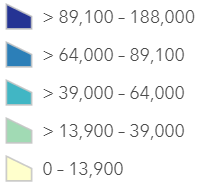 > 89,100 – 188,000
> 64,000 – 89,100
> 39,000 – 64,000
> 13,900 – 39,000
0 – 13,900